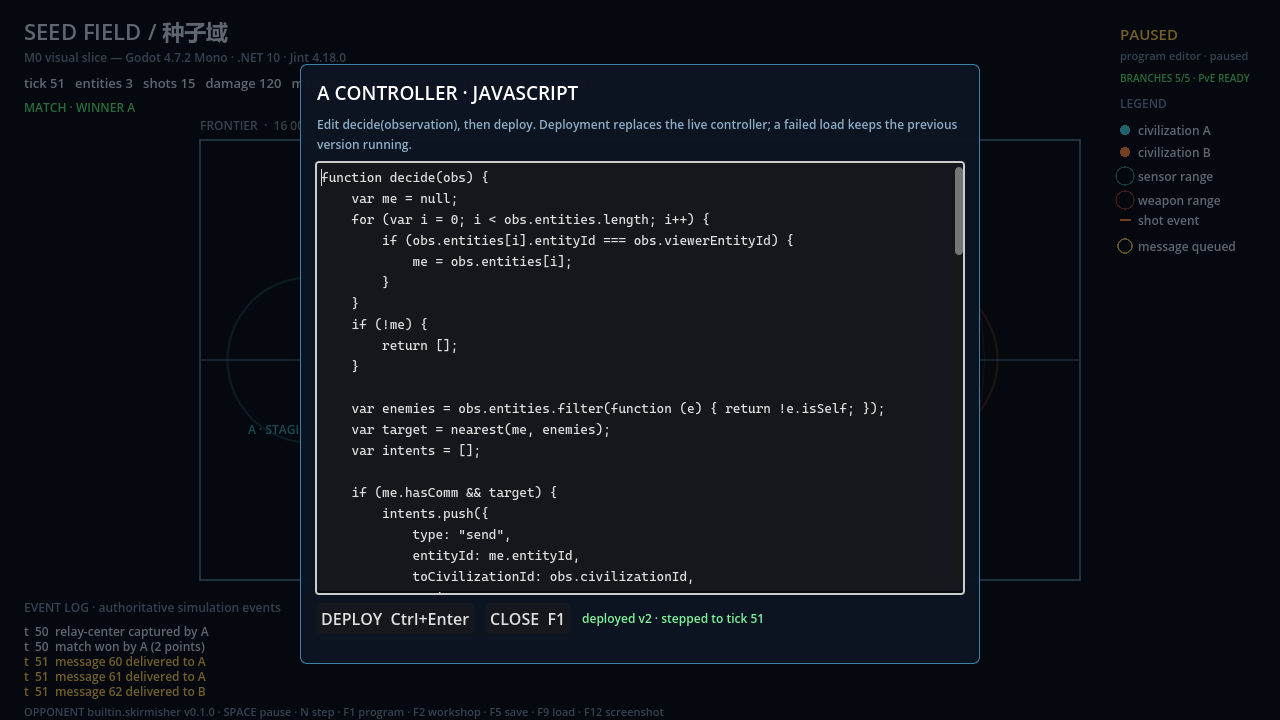 SEED FIELD / 种子域
M0 visual slice — Godot 4.7.2 Mono · .NET 10 · Jint 4.18.0
tick 51 entities 3 shots 15 damage 120 m
MATCH · WINNER A
FRONTIER · 16 00
PAUSED
program editor · paused
BRANCHES 5/5 · PvE READY
LEGEND
civilization A
civilization B
sensor range
weapon range
shot event
message queued
A CONTROLLER · JAVASCRIPT
Edit decide(observation), then deploy. Deployment replaces the live controller; a failed load keeps the previous
version running.
function decide(obs) {
    var me = null;
    for (var i = 0; i < obs.entities.length; i++) {
        if (obs.entities[i].entityId === obs.viewerEntityId) {
            me = obs.entities[i];
        }
    }
    if (!me) {
        return [];
    }
    var enemies = obs.entities.filter(function (e) { return !e.isSelf; });
    var target = nearest(me, enemies);
    var intents = [];
    if (me.hasComm && target) {
        intents.push({
            type: "send",
            entityId: me.entityId,
            toCivilizationId: obs.civilizationId,
DEPLOY Ctrl+Enter
CLOSE F1
deployed v2 · stepped to tick 51
A · STAGI
EVENT LOG · authoritative simulation events
t 50 relay-center captured by A
t 50 match won by A (2 points)
t 51 message 60 delivered to A
t 51 message 61 delivered to A
t 51 message 62 delivered to B
OPPONENT builtin.skirmisher v0.1.0 · SPACE pause · N step · F1 program · F2 workshop · F5 save · F9 load · F12 screenshot